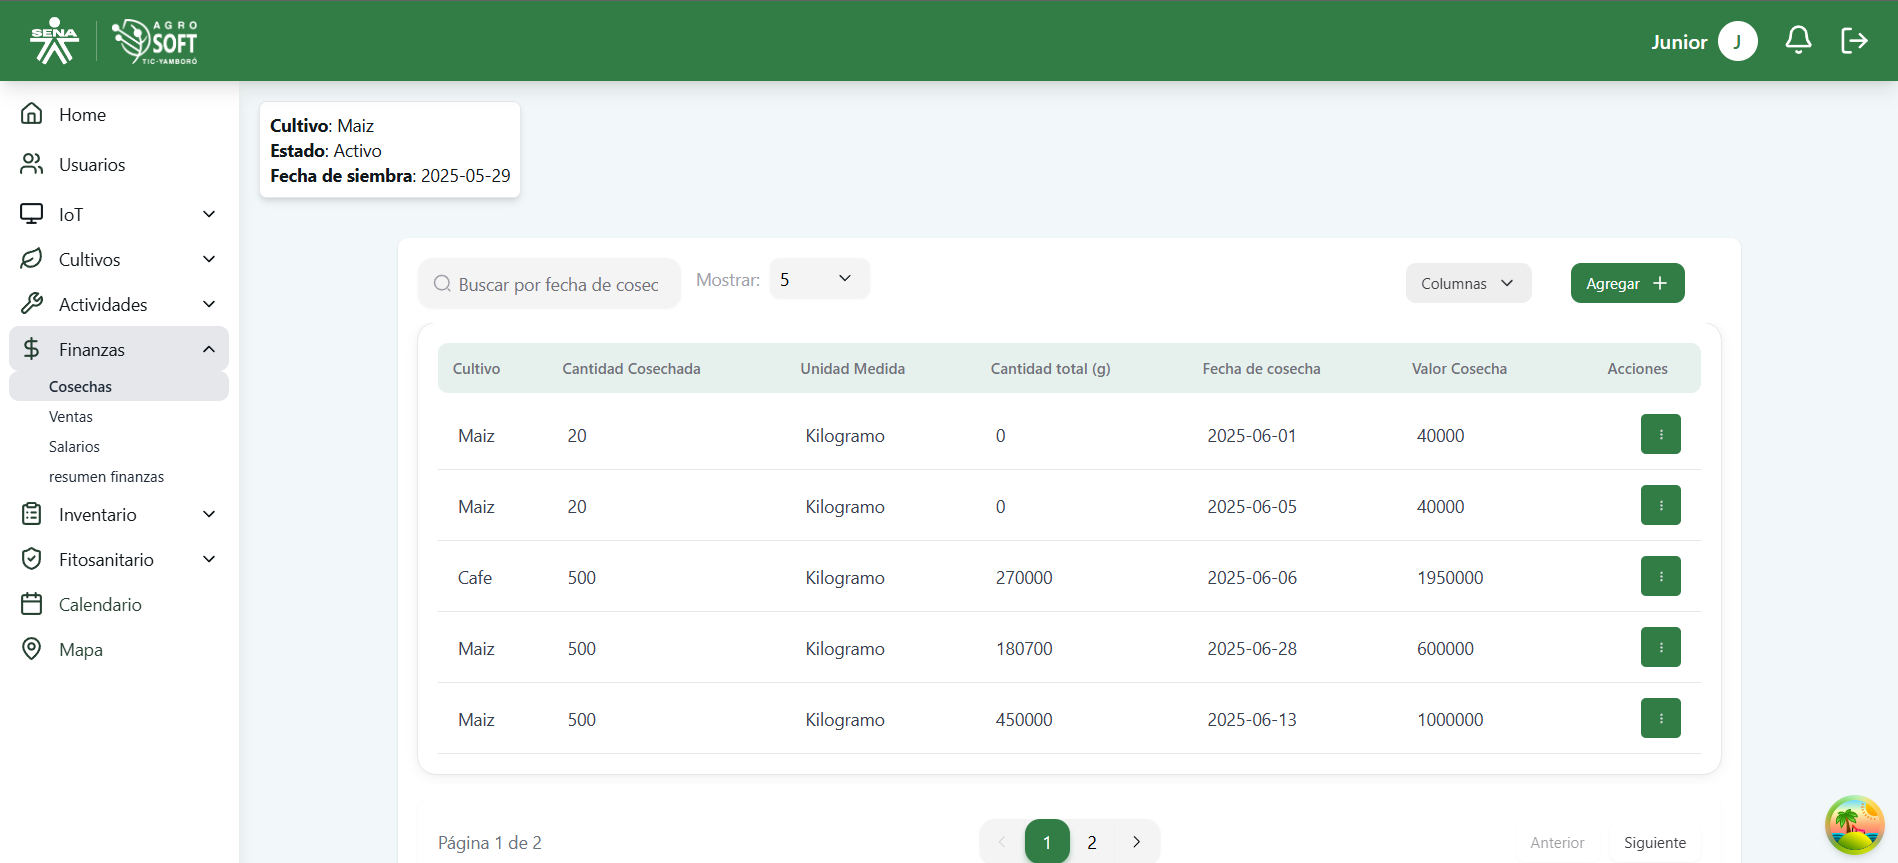 SENA
AGRO
SOFT
TIC-YAMBORÓ
Junior J
Home
Usuarios
IoT
Cultivos
Actividades
Finanzas
Cosechas
Ventas
Salarios
resumen finanzas
Inventario
Fitosanitario
Calendario
Mapa
Cultivo: Maiz
Estado: Activo
Fecha de siembra: 2025-05-29
Buscar por fecha de cosec Mostrar: 5 Columnas Agregar +
Cultivo Cantidad Cosechada Unidad Medida Cantidad total (g) Fecha de cosecha Valor Cosecha Acciones
Maiz 20 Kilogramo 0 2025-06-01 40000
Maiz 20 Kilogramo 0 2025-06-05 40000
Cafe 500 Kilogramo 270000 2025-06-06 1950000
Maiz 500 Kilogramo 180700 2025-06-28 600000
Maiz 500 Kilogramo 450000 2025-06-13 1000000
Página 1 de 2 1 2 Anterior Siguiente